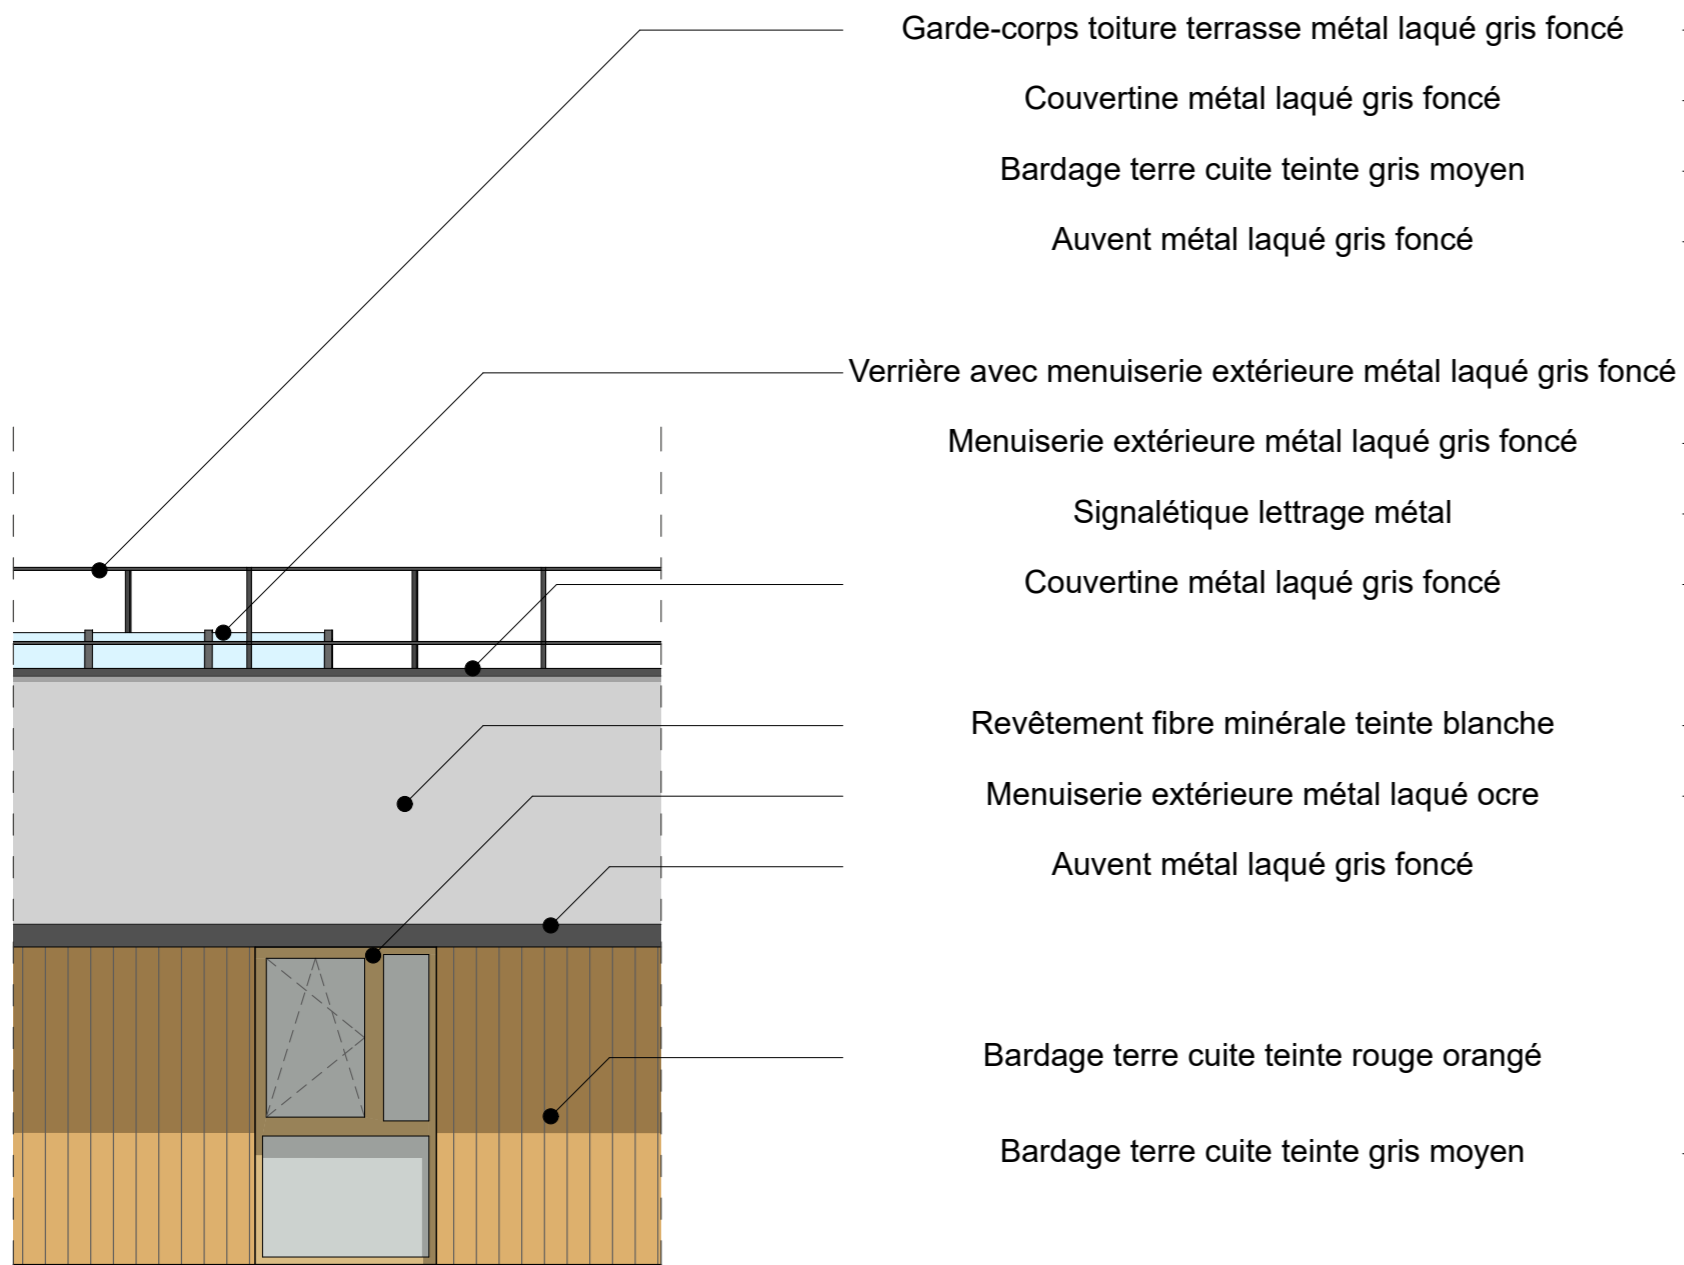 Garde-corps toiture terrasse métal laqué gris foncé
Couvertine métal laqué gris foncé
Bardage terre cuite teinte gris moyen
Auvent métal laqué gris foncé
Verrière avec menuiserie extérieure métal laqué gris foncé
Menuiserie extérieure métal laqué gris foncé
Signalétique lettrage métal
Couvertine métal laqué gris foncé
Revêtement fibre minérale teinte blanche
Menuiserie extérieure métal laqué ocre
Auvent métal laqué gris foncé
Bardage terre cuite teinte rouge orangé
Bardage terre cuite teinte gris moyen